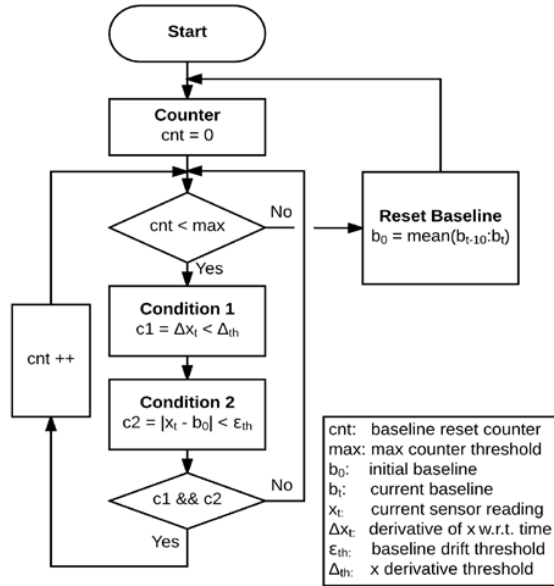 Start
Counter
cnt = 0
cnt < max
No
Reset Baseline
b₀ = mean(bₜ₋₁₀:bₜ)
Yes
Condition 1
c1 = Δxₜ < Δₜₕ
cnt ++
Condition 2
c2 = |xₜ - b₀| < εₜₕ
c1 && c2
No
Yes
cnt: baseline reset counter
max: max counter threshold
b₀: initial baseline
bₜ: current baseline
xₜ: current sensor reading
Δxₜ: derivative of x w.r.t. time
εₜₕ: baseline drift threshold
Δₜₕ: x derivative threshold